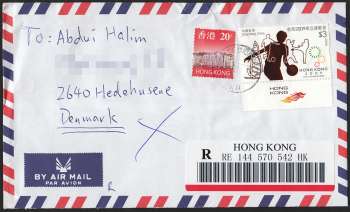 To: Abdul Halim
2640 Hedehusene
Denmark
香港 20¢
HONG KONG
$3
HONG KONG
HONG
KONG
BY AIR MAIL
PAR AVION
R
HONG KONG
R RE 144 570 542 HK